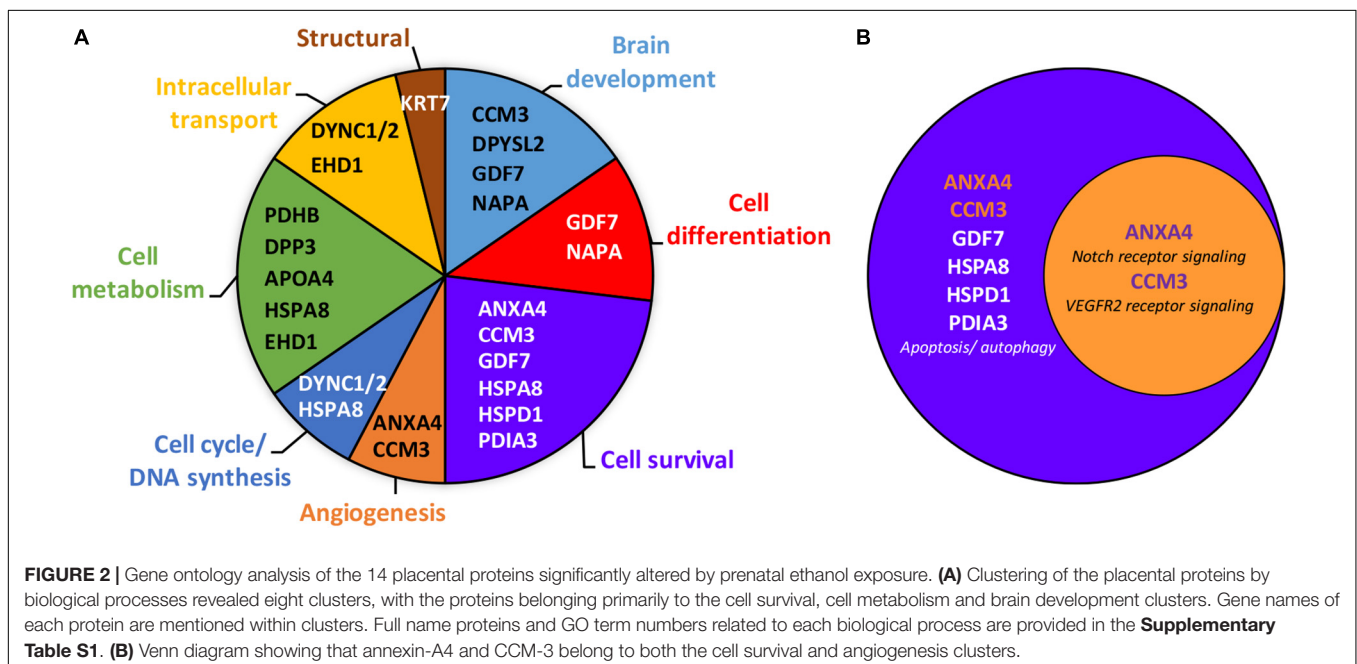 A
Structural
Intracellular
transport
Brain
development
KRT7
DYNC1/2
EHD1
CCM3
DPYSL2
GDF7
NAPA
Cell
differentiation
GDF7
NAPA
Cell
metabolism
PDHB
DPP3
APOA4
HSPA8
EHD1
ANXA4
CCM3
GDF7
HSPA8
HSPD1
PDIA3
Cell survival
DYNC1/2
HSPA8
Cell cycle/
DNA synthesis
ANXA4
CCM3
Angiogenesis
B
ANXA4
CCM3
GDF7
HSPA8
HSPD1
PDIA3
Apoptosis/ autophagy
ANXA4
Notch receptor signaling
CCM3
VEGFR2 receptor signaling
FIGURE 2 | Gene ontology analysis of the 14 placental proteins significantly altered by prenatal ethanol exposure. (A) Clustering of the placental proteins by
biological processes revealed eight clusters, with the proteins belonging primarily to the cell survival, cell metabolism and brain development clusters. Gene names of
each protein are mentioned within clusters. Full name proteins and GO term numbers related to each biological process are provided in the Supplementary
Table S1. (B) Venn diagram showing that annexin-A4 and CCM-3 belong to both the cell survival and angiogenesis clusters.